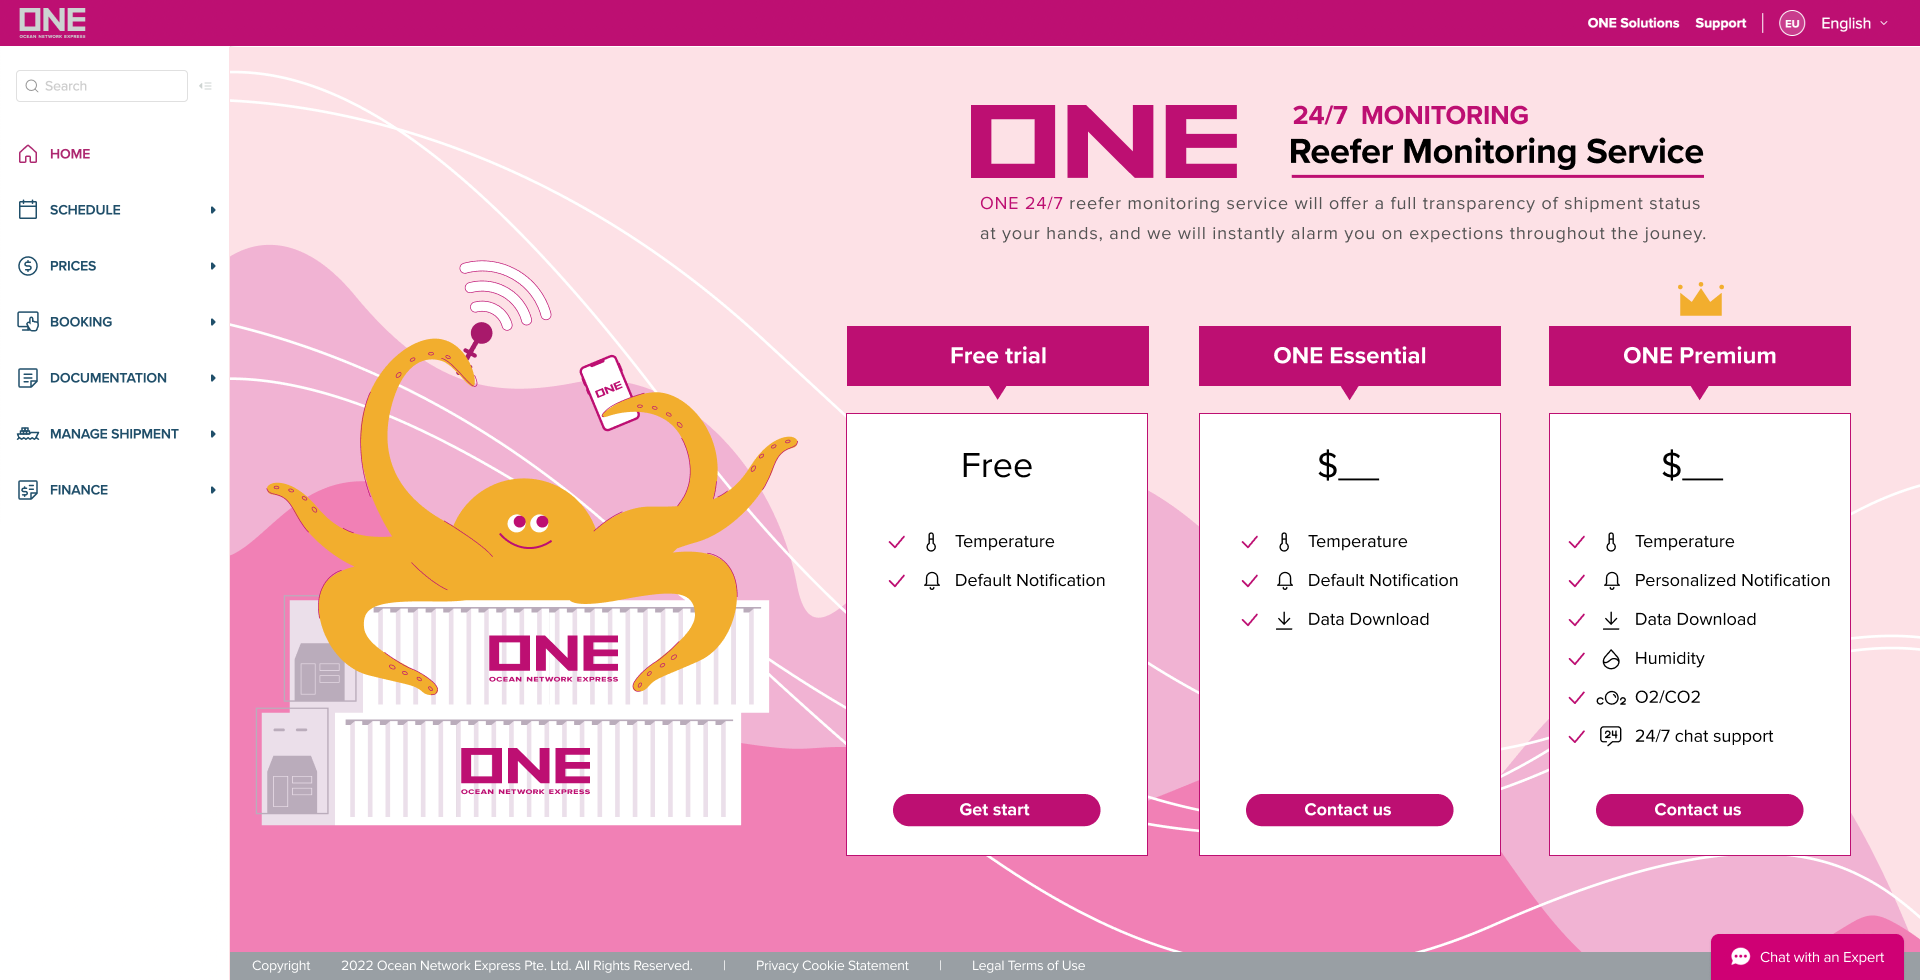 ONE
OCEAN NETWORK EXPRESS
ONE Solutions
Support
EU
English
Search
HOME
SCHEDULE
PRICES
BOOKING
DOCUMENTATION
MANAGE SHIPMENT
FINANCE
ONE
24/7 MONITORING
Reefer Monitoring Service
ONE 24/7 reefer monitoring service will offer a full transparency of shipment status
at your hands, and we will instantly alarm you on expections throughout the jouney.
ONE
ONE
OCEAN NETWORK EXPRESS
ONE
OCEAN NETWORK EXPRESS
Free trial
Free
Temperature
Default Notification
Get start
ONE Essential
$__
Temperature
Default Notification
Data Download
Contact us
ONE Premium
$__
Temperature
Personalized Notification
Data Download
Humidity
cO2 O2/CO2
24 24/7 chat support
Contact us
Copyright
2022 Ocean Network Express Pte. Ltd. All Rights Reserved.
Privacy Cookie Statement
Legal Terms of Use
Chat with an Expert